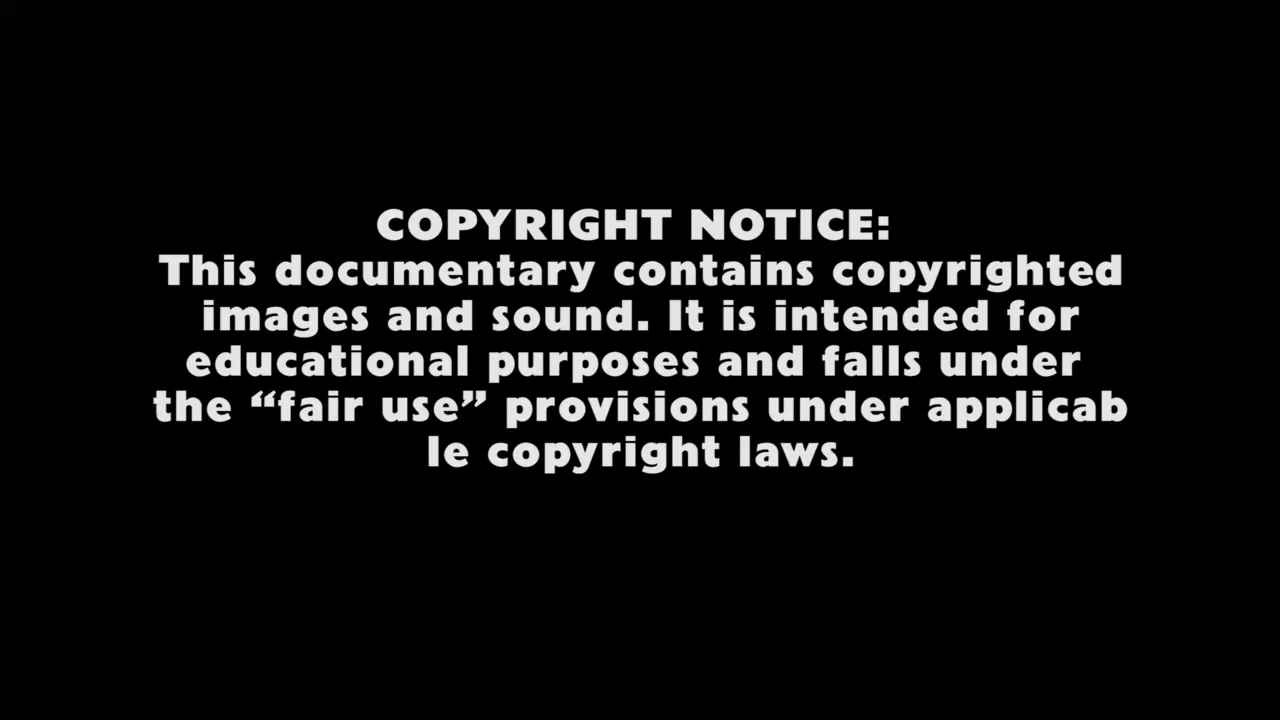 COPYRIGHT NOTICE:
This documentary contains copyrighted
images and sound. It is intended for
educational purposes and falls under
the “fair use” provisions under applicab
le copyright laws.